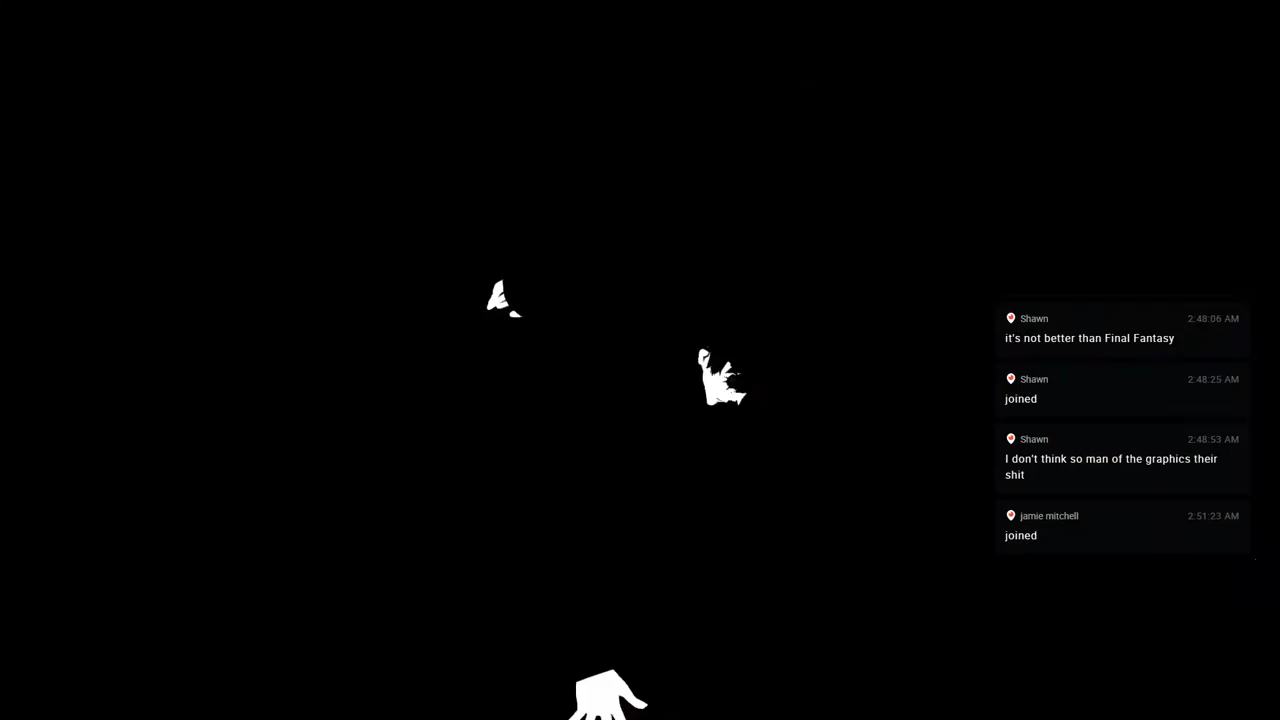 Shawn 2:48:06 AM
it's not better than Final Fantasy
Shawn 2:48:25 AM
joined
Shawn 2:48:53 AM
I don't think so man of the graphics their
shit
jamie mitchell 2:51:23 AM
joined